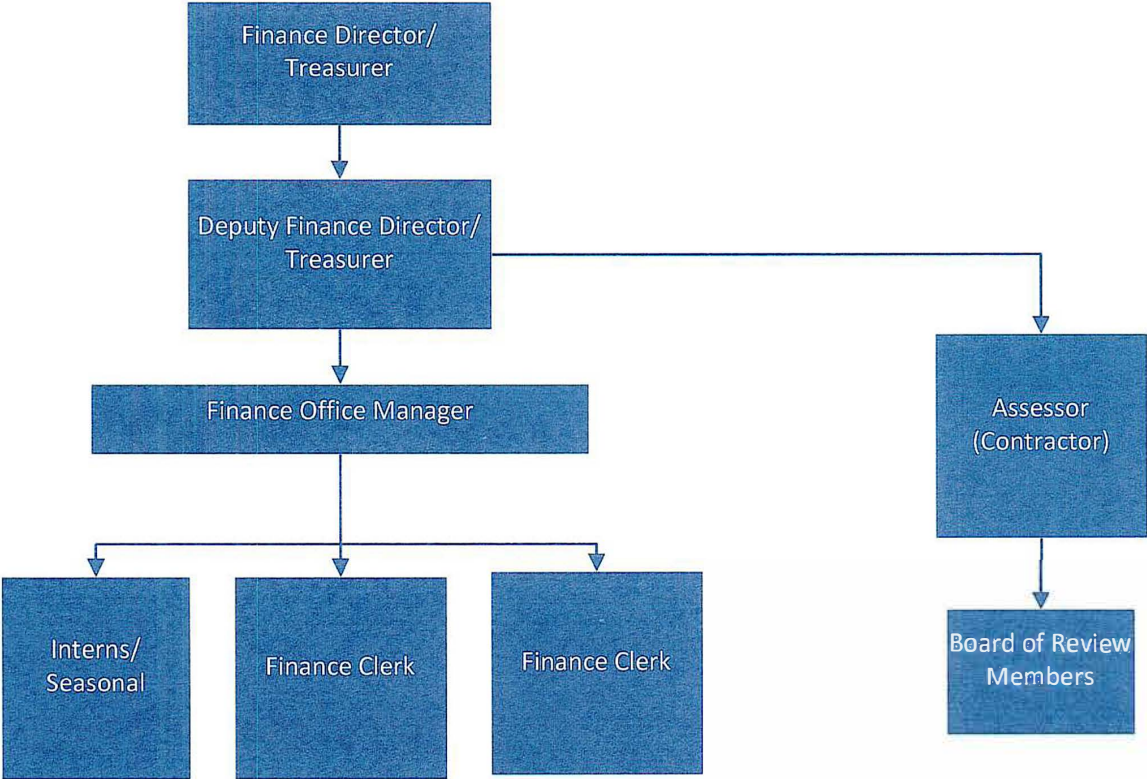 Finance Director/
Treasurer
Deputy Finance Director/
Treasurer
Finance Office Manager
Assessor
(Contractor)
Interns/
Seasonal
Finance Clerk
Finance Clerk
Board of Review
Members